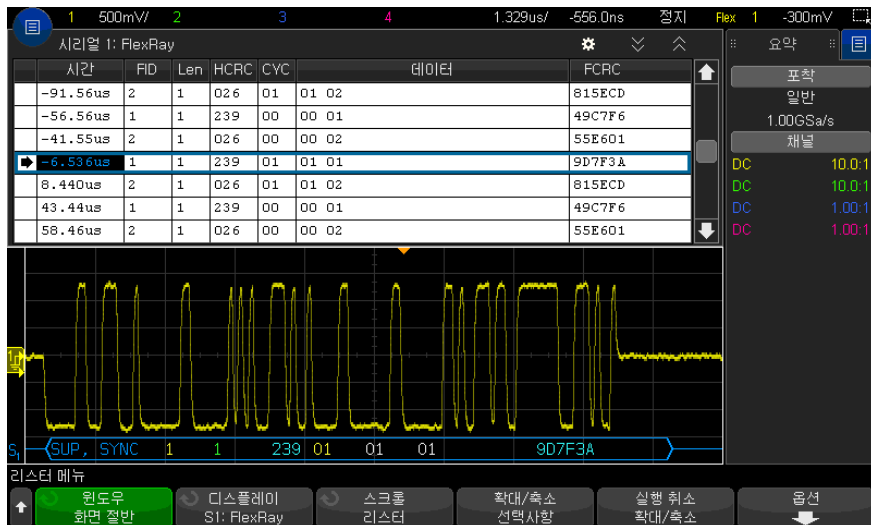 1 500mV/ 2 3 4 1.329us/ -556.0ns 정지 Flex 1 -300mV
시리얼 1: FlexRay
요약
시간 FID Len HCRC CYC 데이터 FCRC
-91.56us 2 1 026 01 01 02 815ECD
-56.56us 1 1 239 00 00 01 49C7F6
-41.55us 2 1 026 00 00 02 55E601
-6.536us 1 1 239 01 01 01 9D7F3A
8.440us 2 1 026 01 01 02 815ECD
43.44us 1 1 239 00 00 01 49C7F6
58.46us 2 1 026 00 00 02 55E601
포착
일반
1.00GSa/s
채널
DC 10.0:1
DC 10.0:1
DC 1.00:1
DC 1.00:1
1
S1 SUP, SYNC 1 1 239 01 01 01 9D7F3A
리스터 메뉴
윈도우
화면 절반
디스플레이
S1: FlexRay
스크롤
리스터
확대/축소
선택사항
실행 취소
확대/축소
옵션